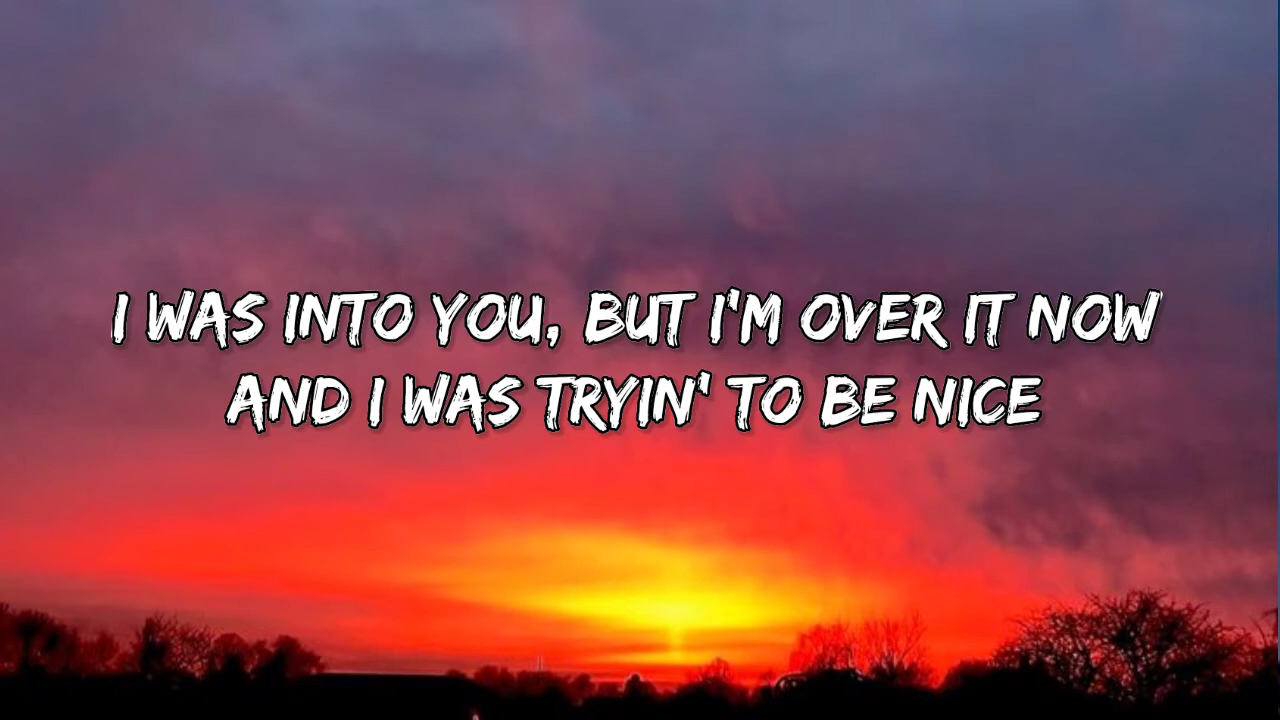 I WAS INTO YOU, BUT I'M OVER IT NOW
AND I WAS TRYIN' TO BE NICE